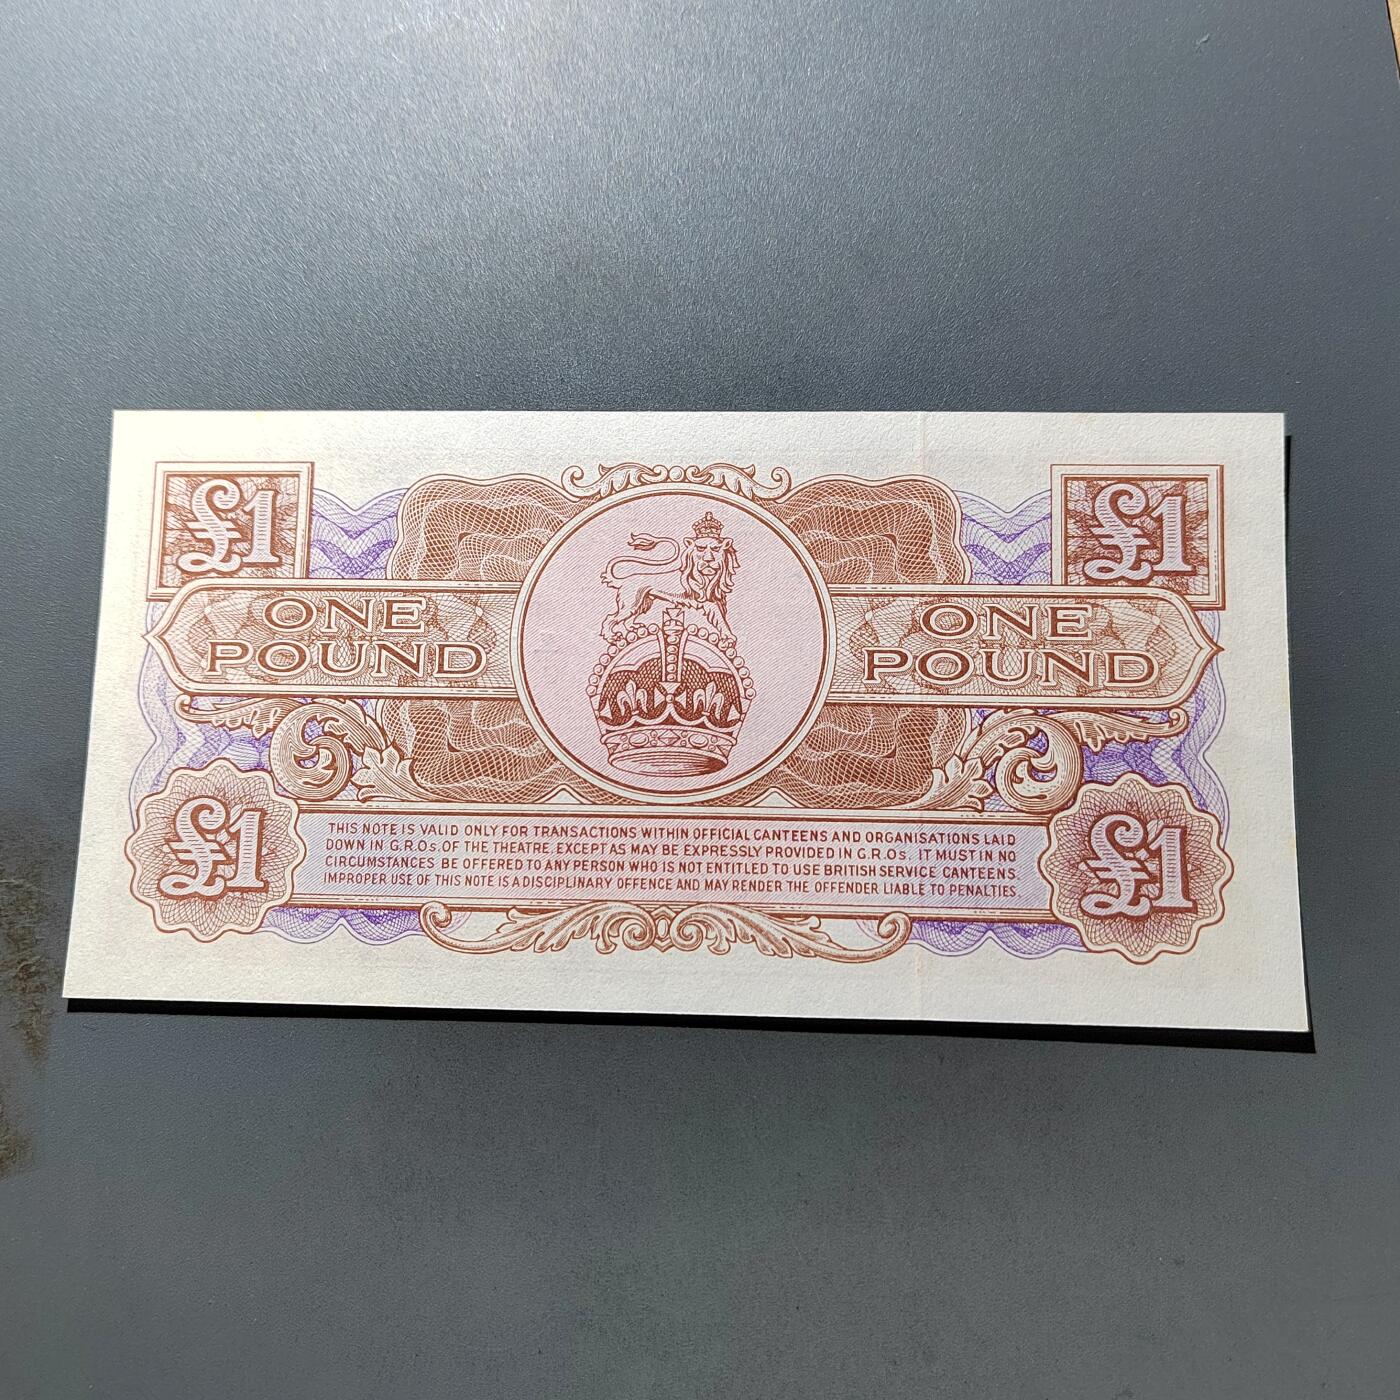 £1 £1
ONE POUND ONE POUND
THIS NOTE IS VALID ONLY FOR TRANSACTIONS WITHIN OFFICIAL CANTEENS AND ORGANISATIONS LAID
DOWN IN G.R.Os. OF THE THEATRE. EXCEPT AS MAY BE EXPRESSLY PROVIDED IN G.R.Os. IT MUST IN NO
CIRCUMSTANCES BE OFFERED TO ANY PERSON WHO IS NOT ENTITLED TO USE BRITISH SERVICE CANTEENS.
IMPROPER USE OF THIS NOTE IS A DISCIPLINARY OFFENCE AND MAY RENDER THE OFFENDER LIABLE TO PENALTIES.
£1 £1